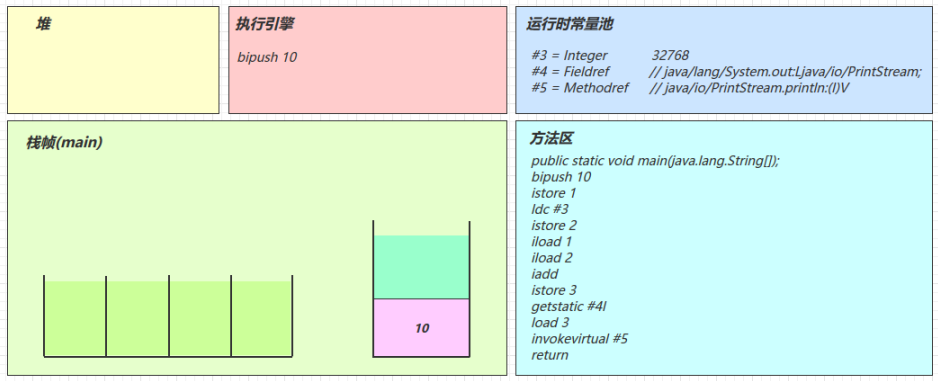 堆
执行引擎
bipush 10
运行时常量池
#3 = Integer 32768
#4 = Fieldref // java/lang/System.out:Ljava/io/PrintStream;
#5 = Methodref // java/io/PrintStream.println:(I)V
栈帧(main)
10
方法区
public static void main(java.lang.String[]);
bipush 10
istore 1
ldc #3
istore 2
iload 1
iload 2
iadd
istore 3
getstatic #4l
load 3
invokevirtual #5
return